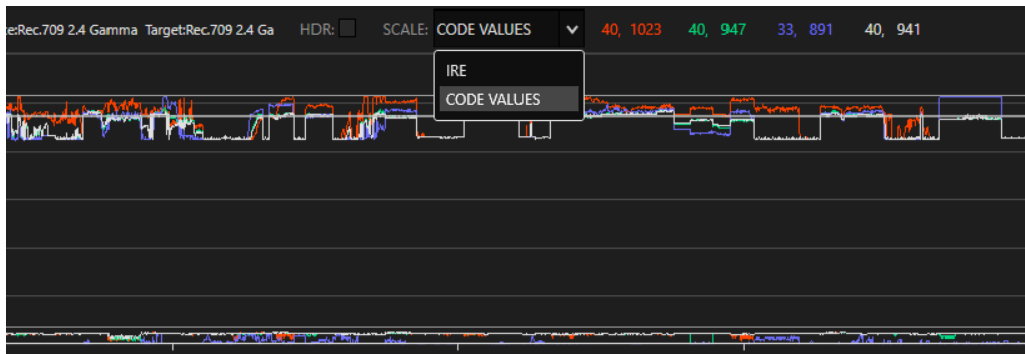 ce:Rec.709 2.4 Gamma Target:Rec.709 2.4 Ga HDR: SCALE: CODE VALUES 40, 1023 40, 947 33, 891 40, 941
IRE
CODE VALUES